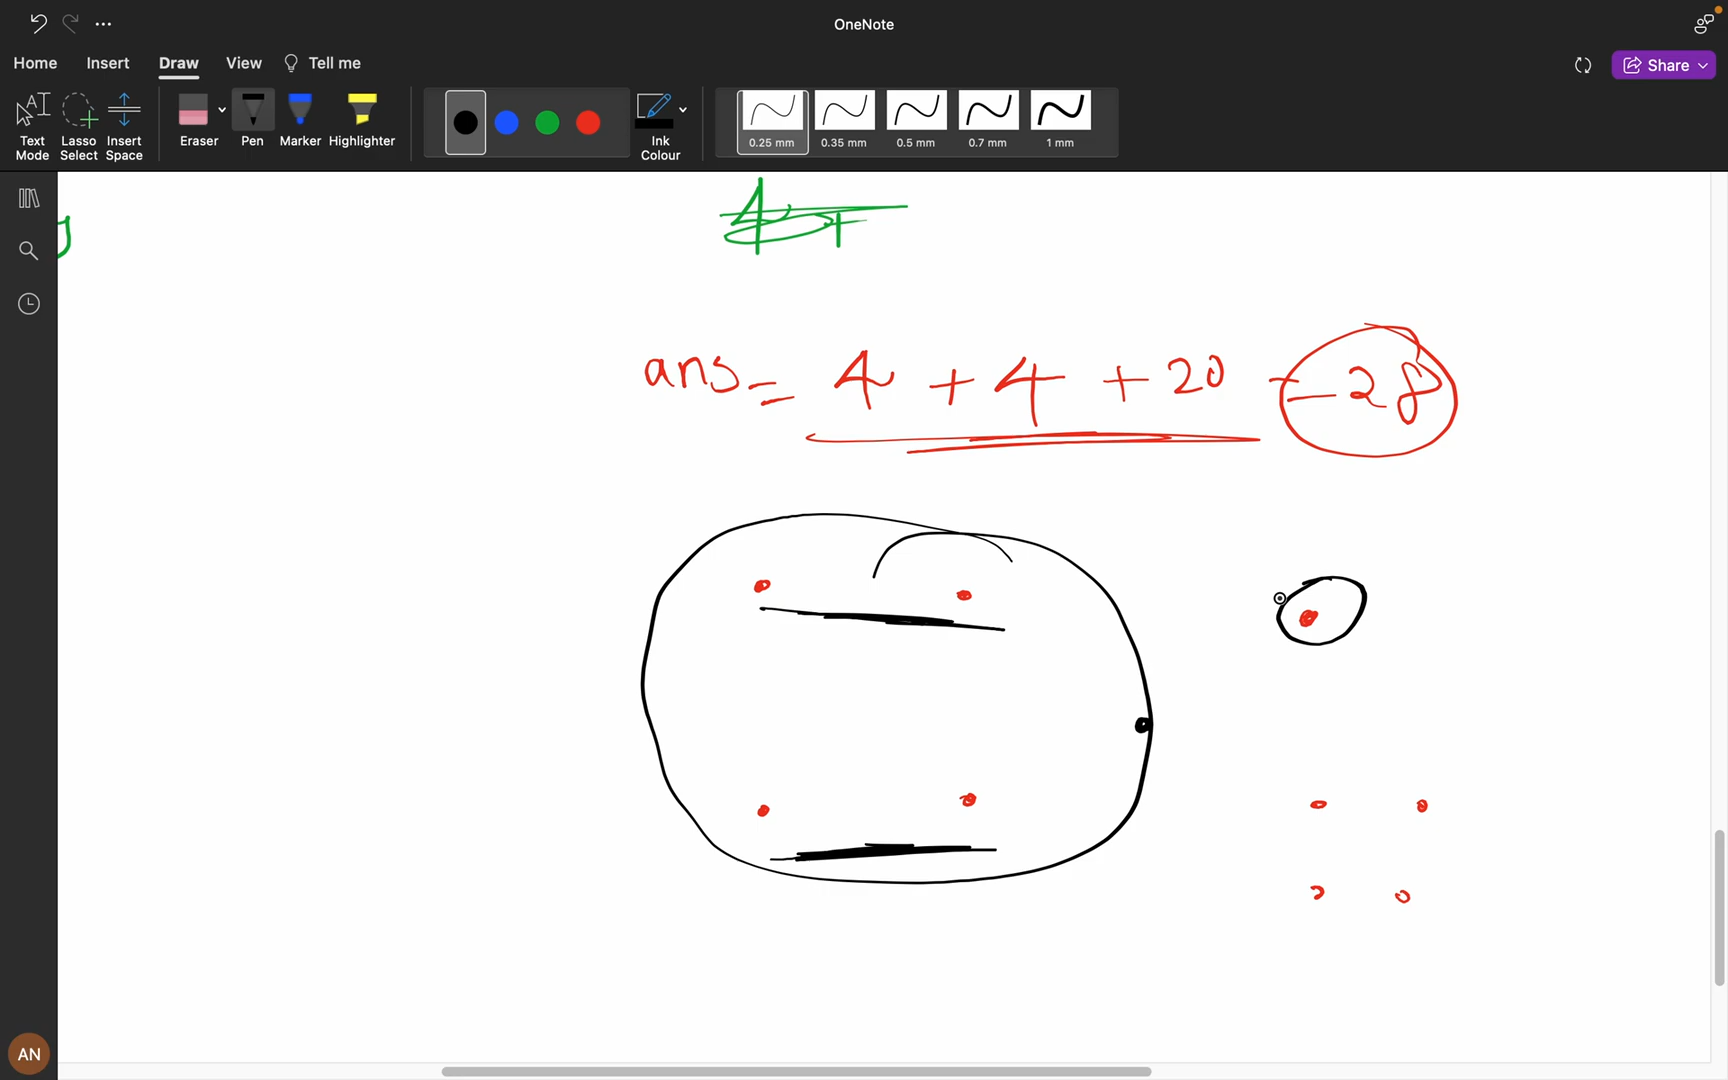 OneNote
Home Insert Draw View Tell me
Share
Text Mode
Lasso Select
Insert Space
Eraser
Pen
Marker
Highlighter
Ink Colour
0.25 mm
0.35 mm
0.5 mm
0.7 mm
1 mm
ans = 4 + 4 + 20 = 28
AN